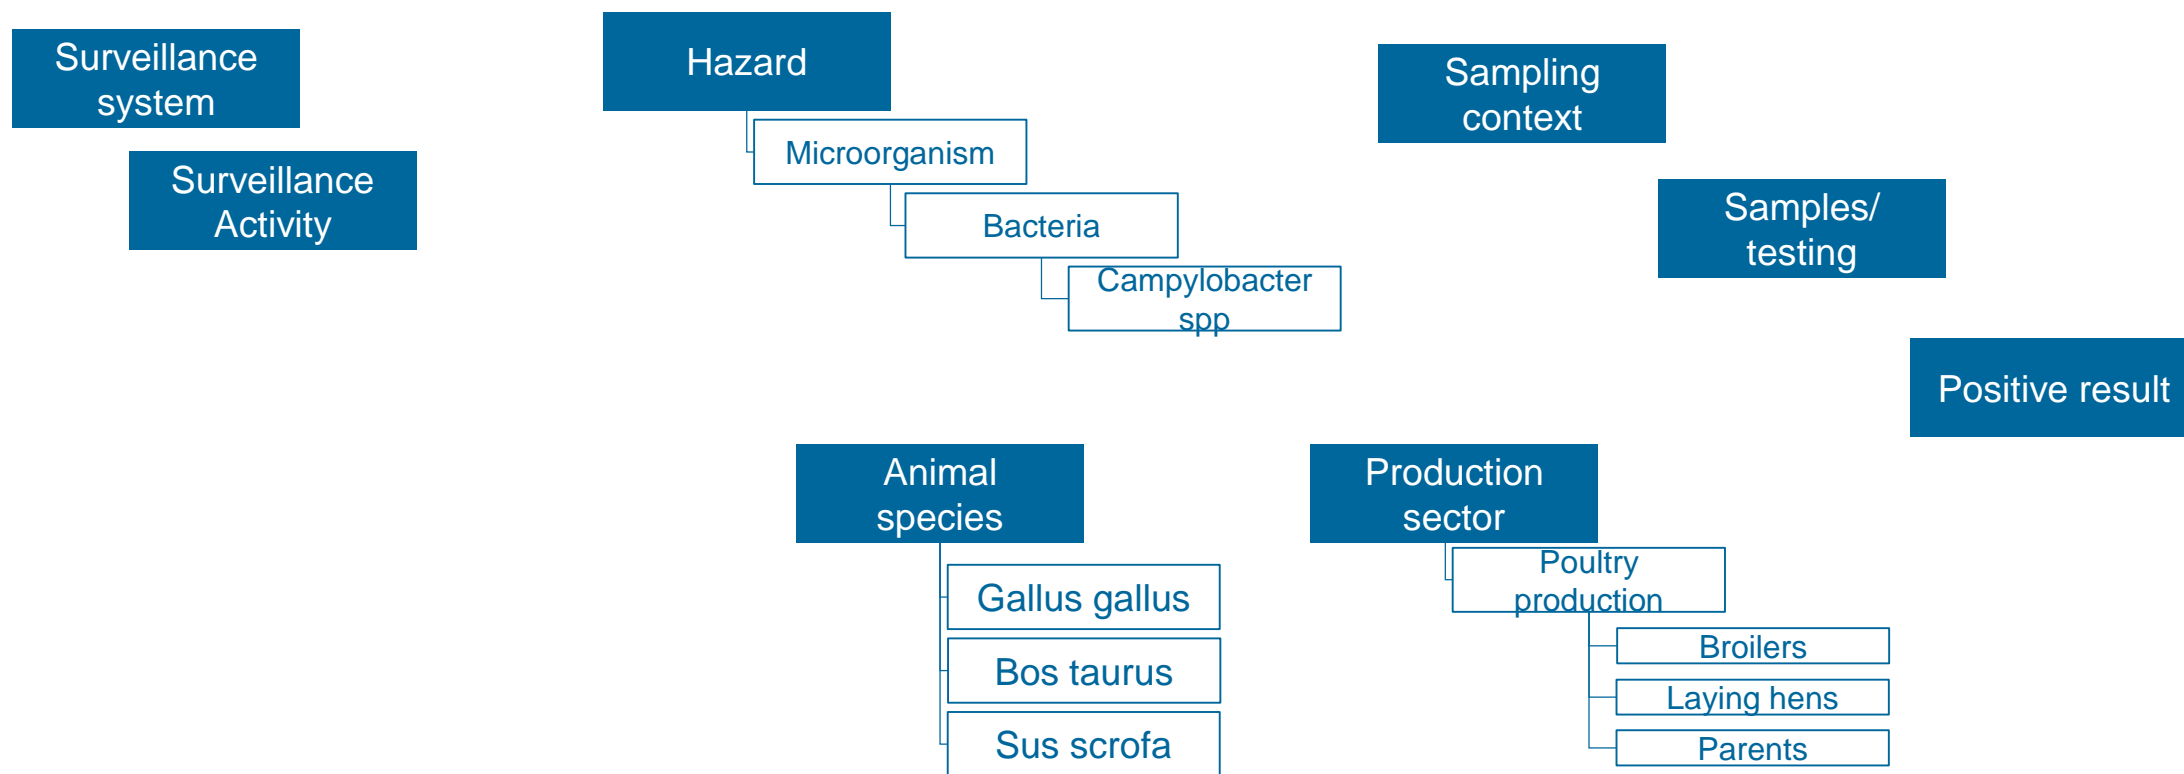 Surveillance
system
Surveillance
Activity
Hazard
Microorganism
Bacteria
Campylobacter
spp
Sampling
context
Samples/
testing
Positive result
Animal
species
Gallus gallus
Bos taurus
Sus scrofa
Production
sector
Poultry
production
Broilers
Laying hens
Parents